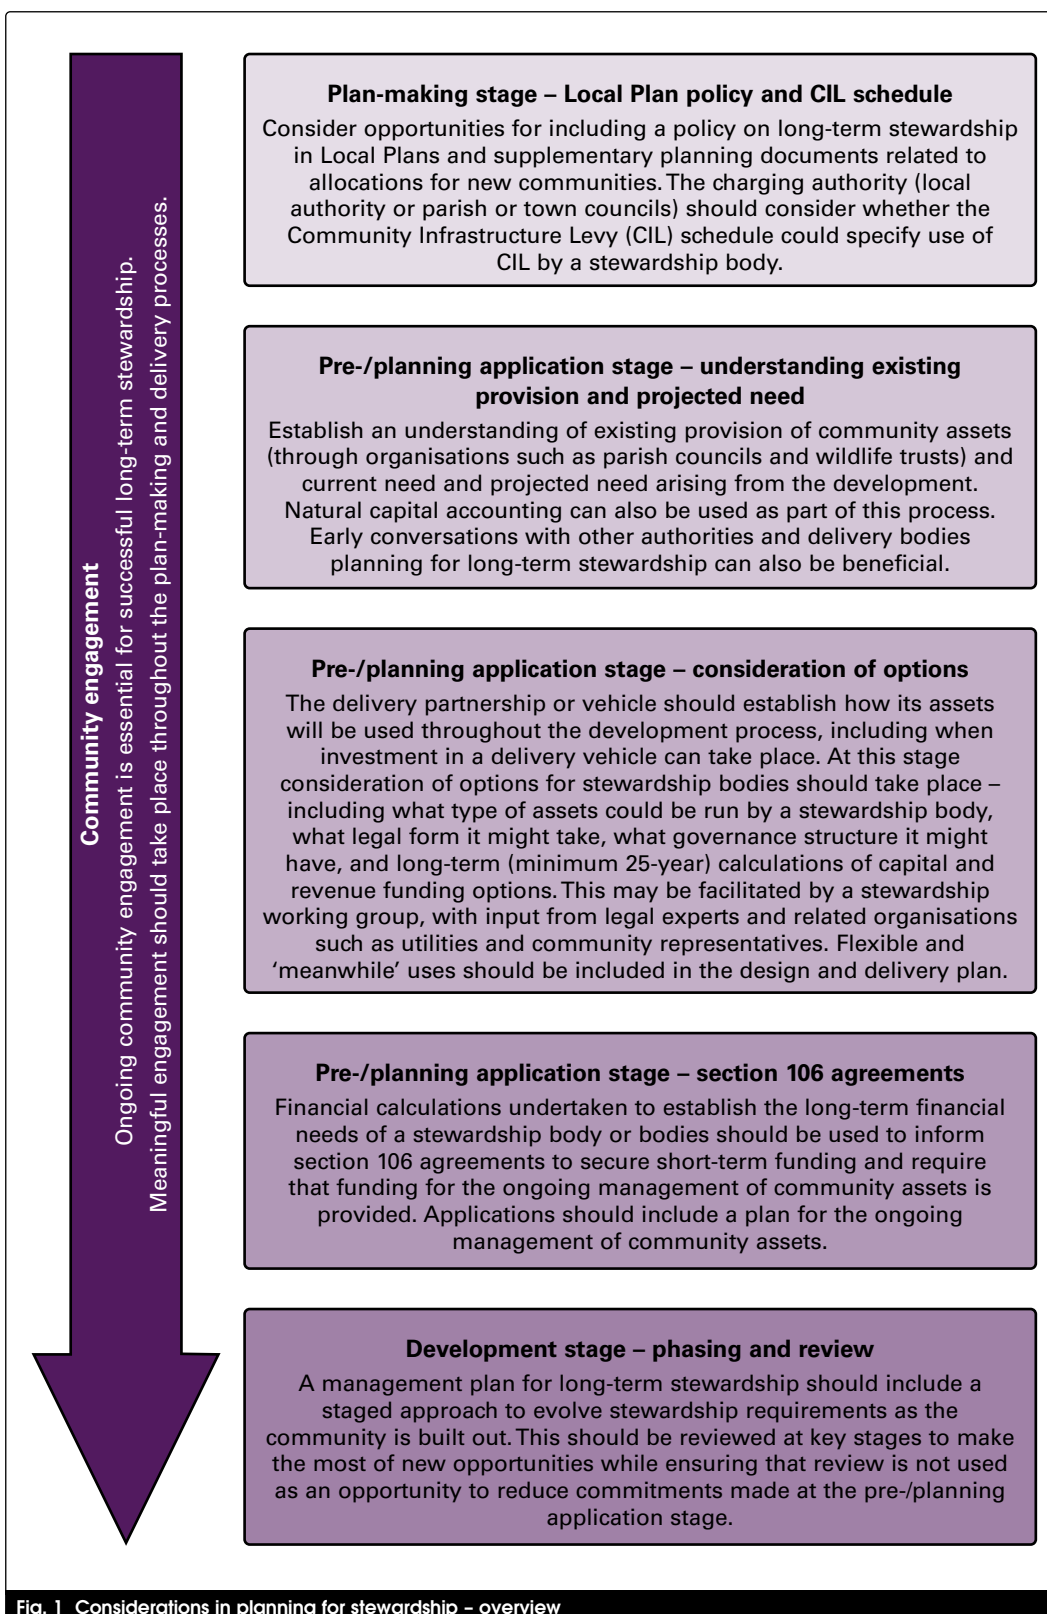 Community engagement
Ongoing community engagement is essential for successful long-term stewardship.
Meaningful engagement should take place throughout the plan-making and delivery processes.
Plan-making stage – Local Plan policy and CIL schedule
Consider opportunities for including a policy on long-term stewardship
in Local Plans and supplementary planning documents related to
allocations for new communities. The charging authority (local
authority or parish or town councils) should consider whether the
Community Infrastructure Levy (CIL) schedule could specify use of
CIL by a stewardship body.
Pre-/planning application stage – understanding existing
provision and projected need
Establish an understanding of existing provision of community assets
(through organisations such as parish councils and wildlife trusts) and
current need and projected need arising from the development.
Natural capital accounting can also be used as part of this process.
Early conversations with other authorities and delivery bodies
planning for long-term stewardship can also be beneficial.
Pre-/planning application stage – consideration of options
The delivery partnership or vehicle should establish how its assets
will be used throughout the development process, including when
investment in a delivery vehicle can take place. At this stage
consideration of options for stewardship bodies should take place –
including what type of assets could be run by a stewardship body,
what legal form it might take, what governance structure it might
have, and long-term (minimum 25-year) calculations of capital and
revenue funding options. This may be facilitated by a stewardship
working group, with input from legal experts and related organisations
such as utilities and community representatives. Flexible and
‘meanwhile’ uses should be included in the design and delivery plan.
Pre-/planning application stage – section 106 agreements
Financial calculations undertaken to establish the long-term financial
needs of a stewardship body or bodies should be used to inform
section 106 agreements to secure short-term funding and require
that funding for the ongoing management of community assets is
provided. Applications should include a plan for the ongoing
management of community assets.
Development stage – phasing and review
A management plan for long-term stewardship should include a
staged approach to evolve stewardship requirements as the
community is built out. This should be reviewed at key stages to make
the most of new opportunities while ensuring that review is not used
as an opportunity to reduce commitments made at the pre-/planning
application stage.
Fig. 1 Considerations in planning for stewardship – overview